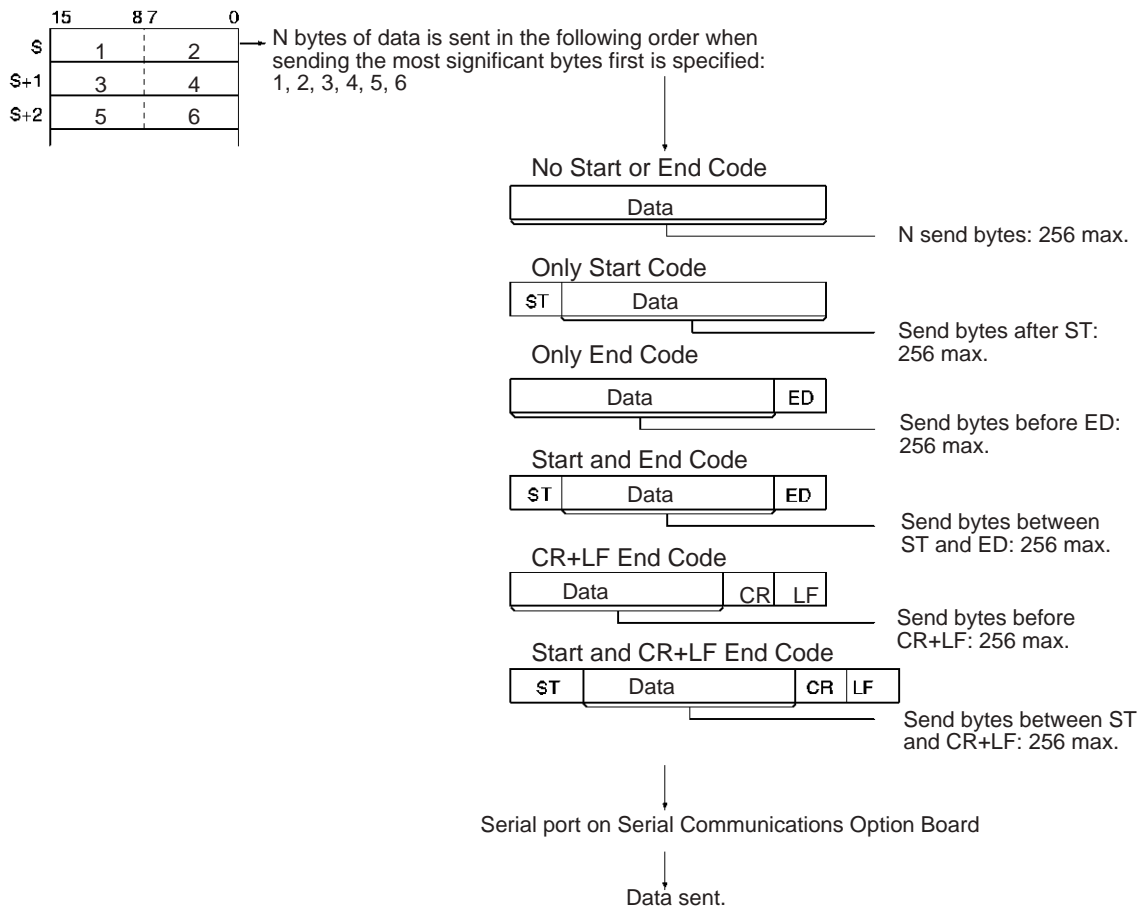 15 8 7 0
S 1 2
S+1 3 4
S+2 5 6
N bytes of data is sent in the following order when
sending the most significant bytes first is specified:
1, 2, 3, 4, 5, 6
No Start or End Code
Data
N send bytes: 256 max.
Only Start Code
ST Data
Send bytes after ST:
256 max.
Only End Code
Data ED
Send bytes before ED:
256 max.
Start and End Code
ST Data ED
Send bytes between
ST and ED: 256 max.
CR+LF End Code
Data CR LF
Send bytes before
CR+LF: 256 max.
Start and CR+LF End Code
ST Data CR LF
Send bytes between ST
and CR+LF: 256 max.
Serial port on Serial Communications Option Board
Data sent.